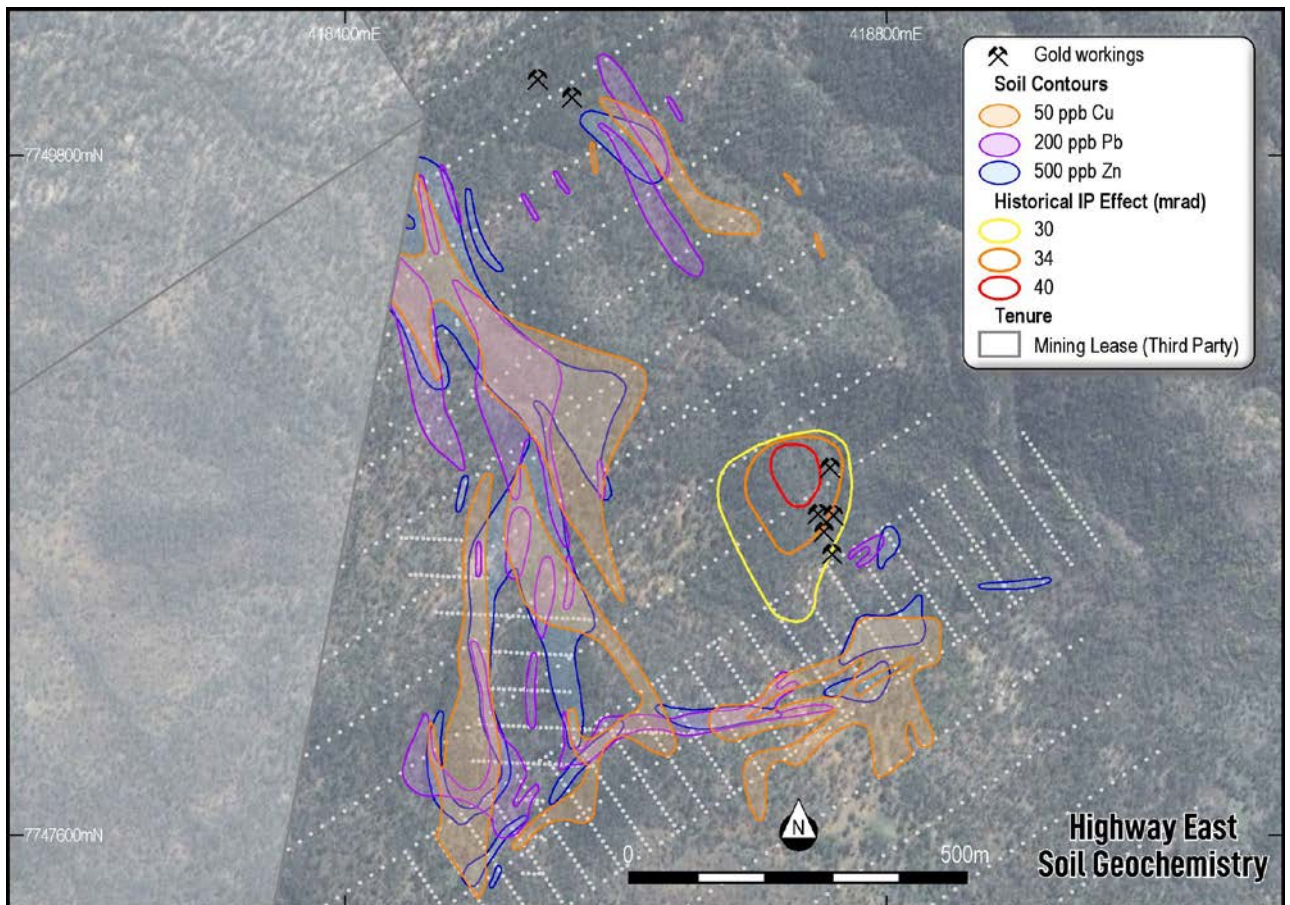 418400mE
418800mE
Gold workings
Soil Contours
50 ppb Cu
200 ppb Pb
500 ppb Zn
Historical IP Effect (mrad)
30
34
40
Tenure
Mining Lease (Third Party)
7749800mN
7747600mN
N
0
500m
Highway East
Soil Geochemistry